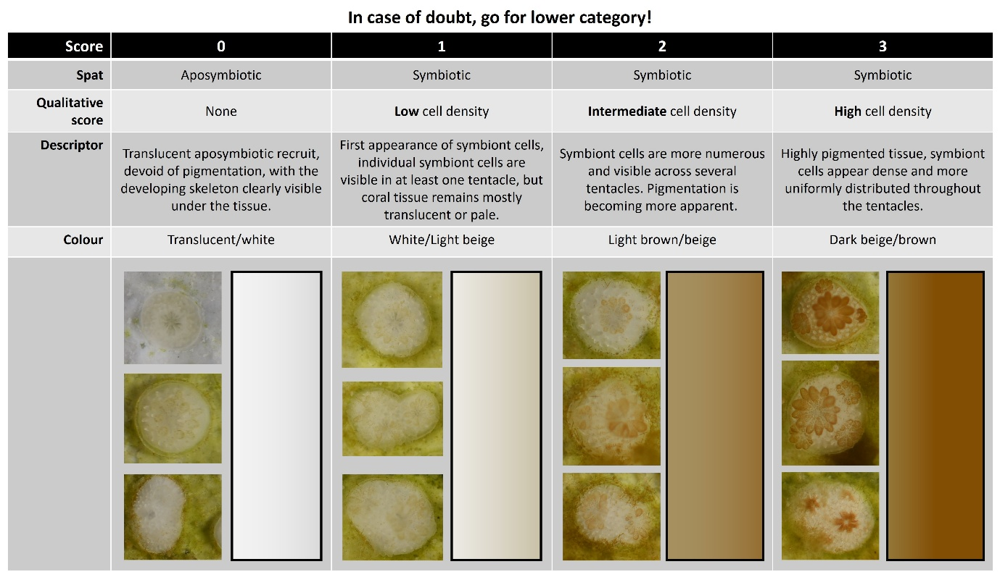 In case of doubt, go for lower category!
Score 0 1 2 3
Spat Aposymbiotic Symbiotic Symbiotic Symbiotic
Qualitative
score
None
Low cell density
Intermediate cell density
High cell density
Descriptor
Translucent aposymbiotic recruit,
devoid of pigmentation, with the
developing skeleton clearly visible
under the tissue.
First appearance of symbiont cells,
individual symbiont cells are
visible in at least one tentacle, but
coral tissue remains mostly
translucent or pale.
Symbiont cells are more numerous
and visible across several
tentacles. Pigmentation is
becoming more apparent.
Highly pigmented tissue, symbiont
cells appear dense and more
uniformly distributed throughout
the tentacles.
Colour Translucent/white White/Light beige Light brown/beige Dark beige/brown